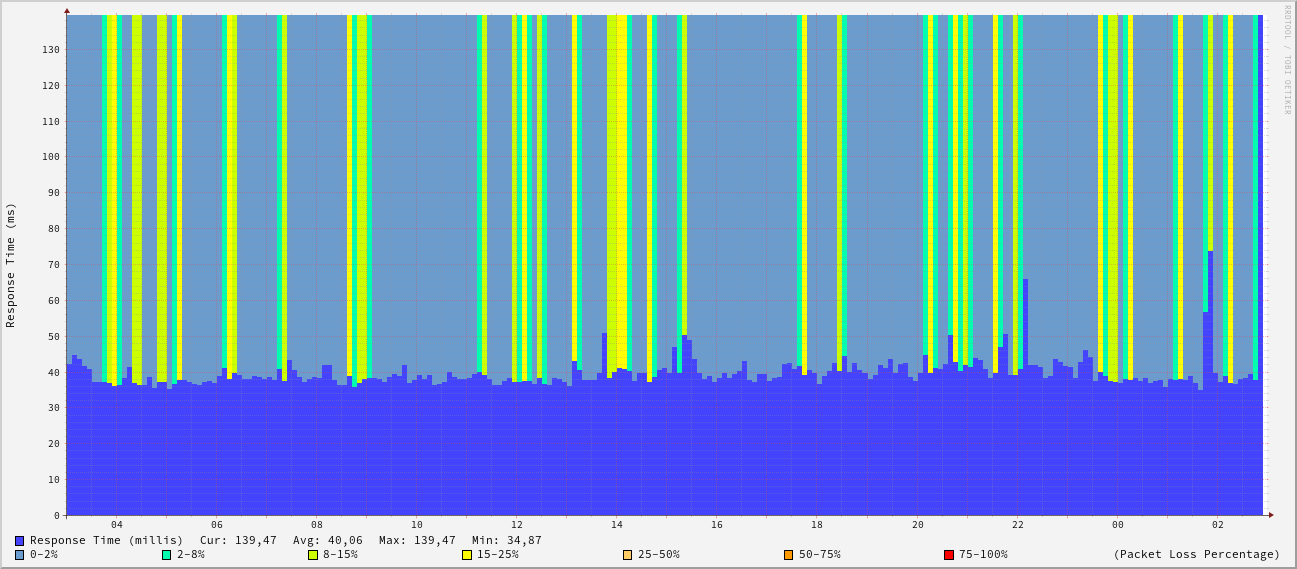 RRDTOOL / TOBI OETIKER
Response Time (ms)
130
120
110
100
90
80
70
60
50
40
30
20
10
0
04 06 08 10 12 14 16 18 20 22 00 02
Response Time (millis) Cur: 139,47 Avg: 40,06 Max: 139,47 Min: 34,87
0-2% 2-8% 8-15% 15-25% 25-50% 50-75% 75-100% (Packet Loss Percentage)